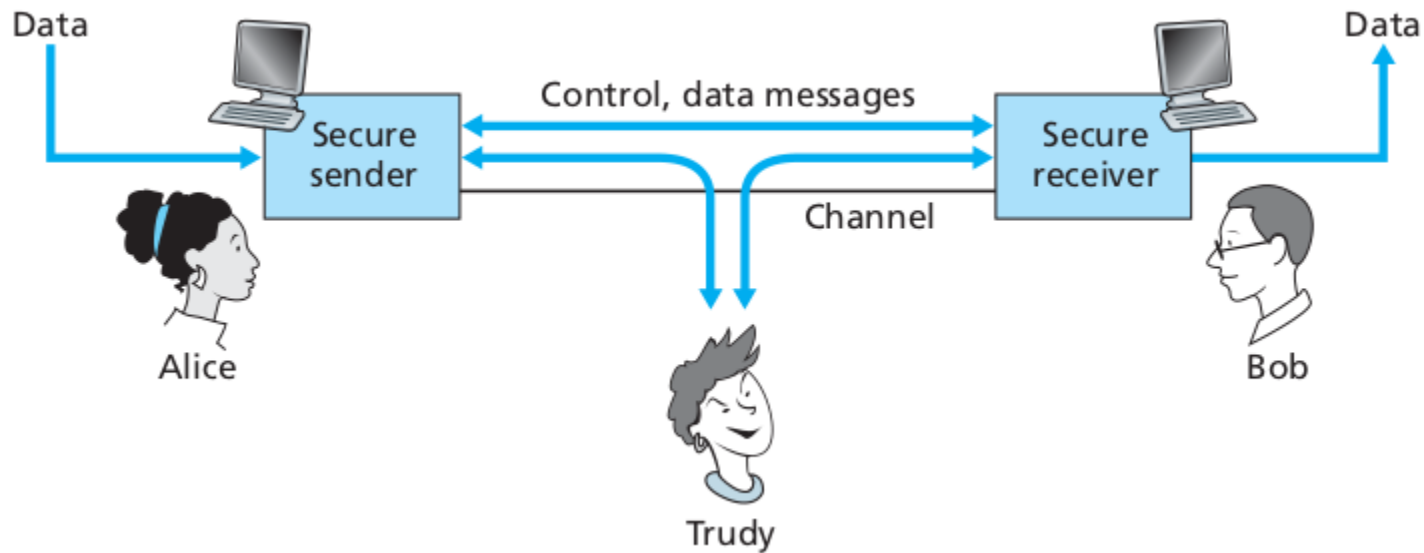 Data
Data
Control, data messages
Secure
sender
Secure
receiver
Channel
Alice
Bob
Trudy